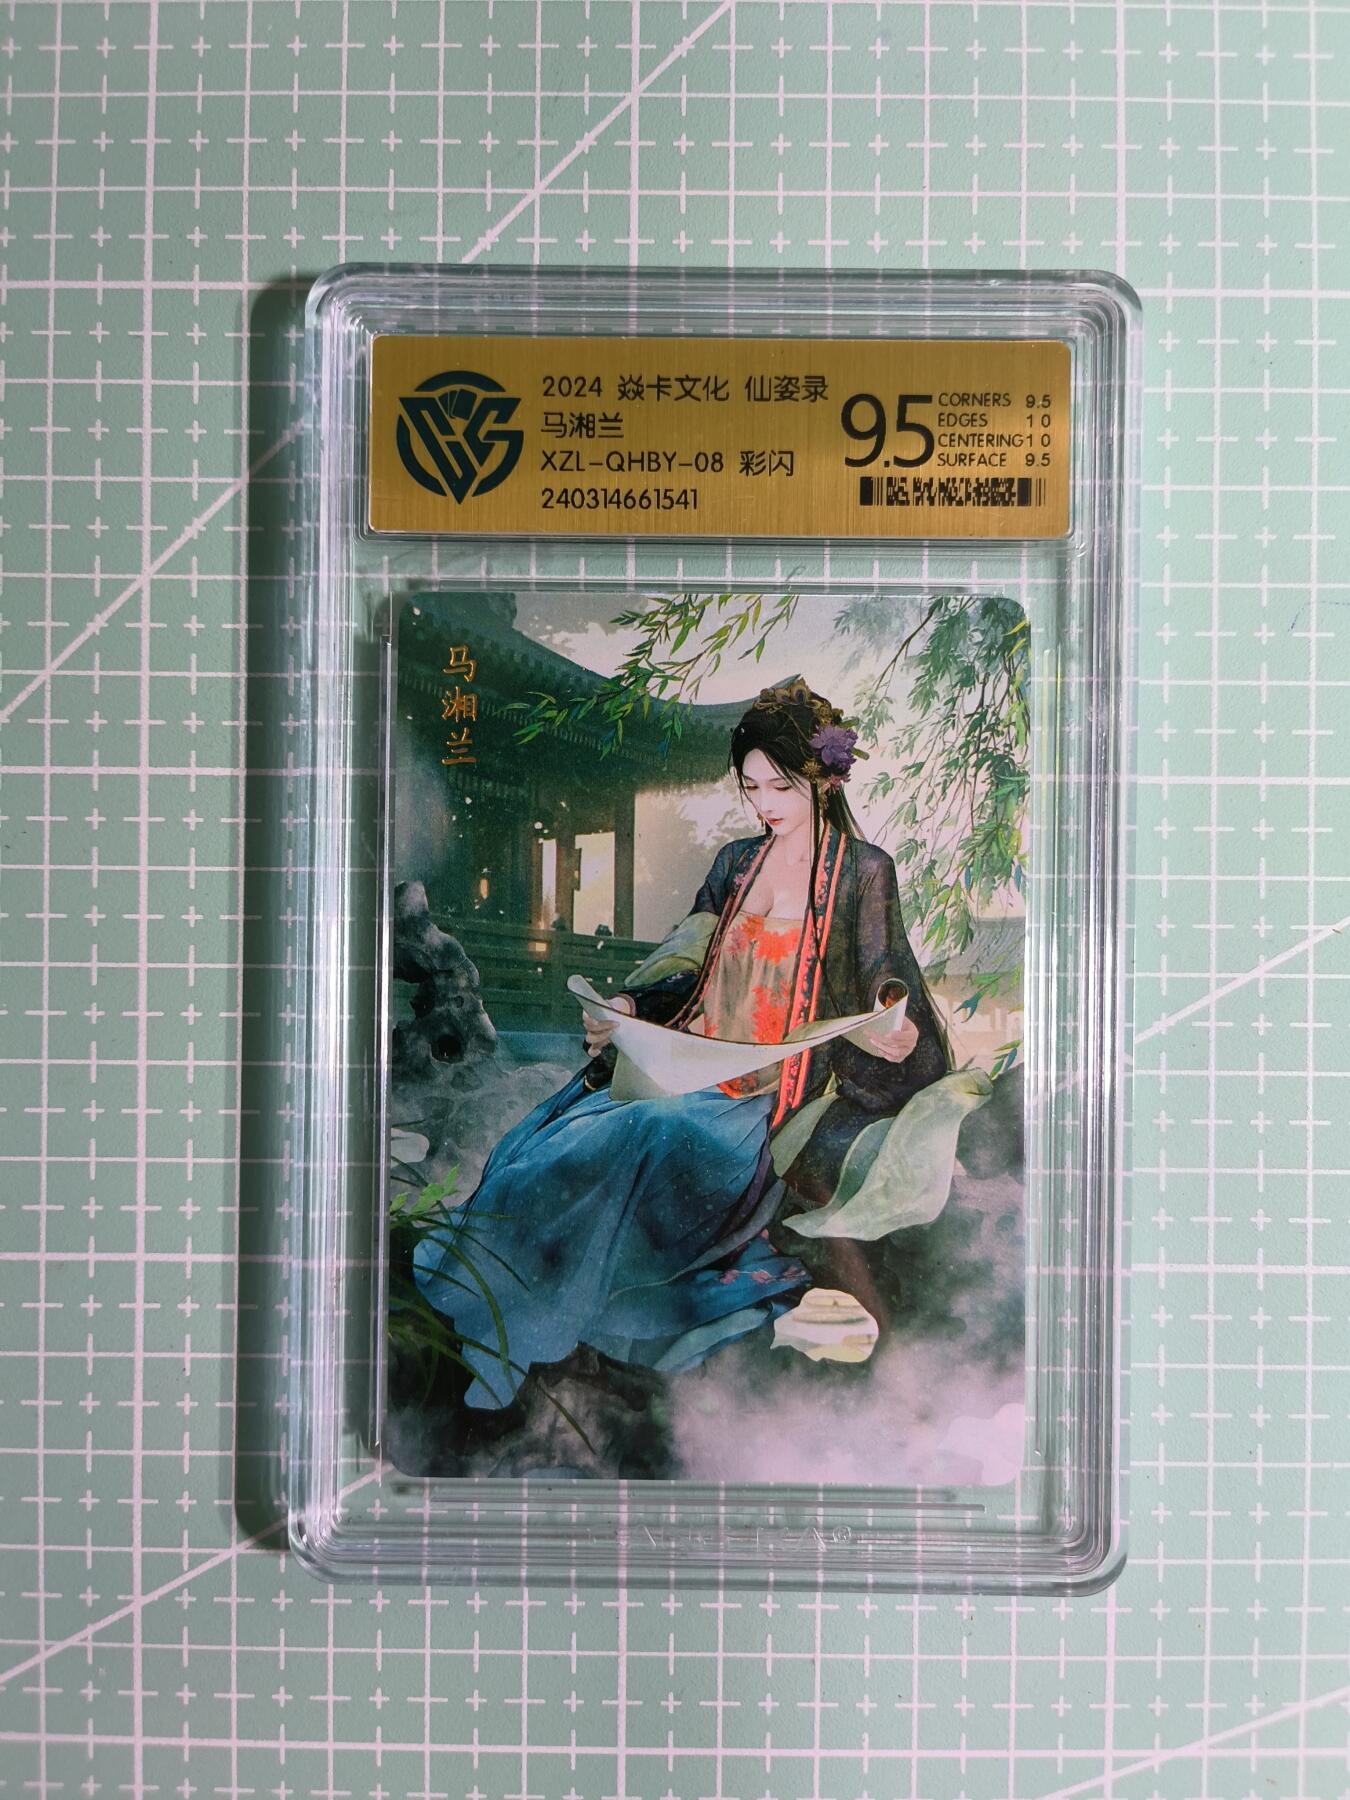 2024 焱卡文化 仙姿录
马湘兰
XZL-QHBY-08 彩闪
240314661541
9.5
CORNERS 9.5
EDGES 10
CENTERING 10
SURFACE 9.5
马湘兰